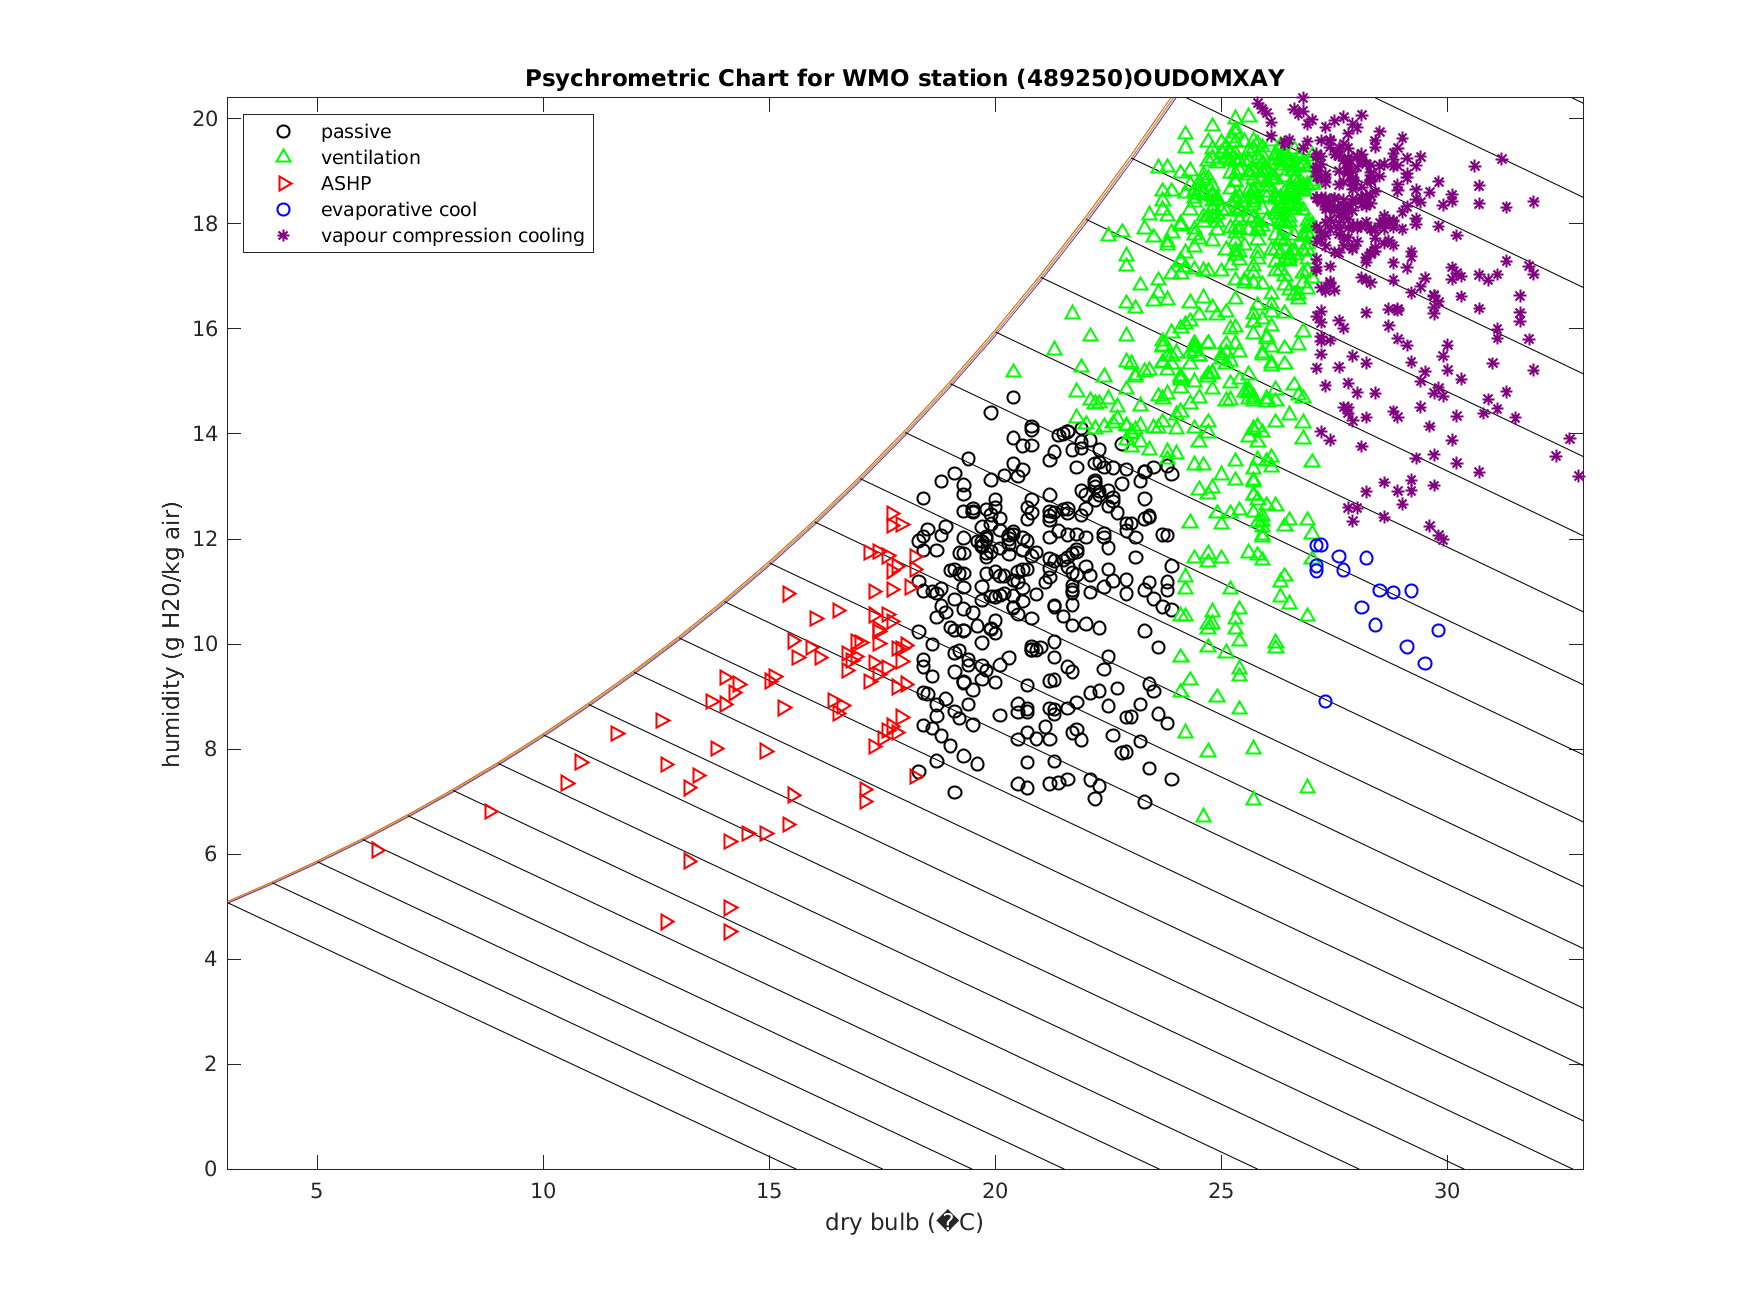 Psychrometric Chart for WMO station (489250)OUDOMXAY
passive
ventilation
ASHP
evaporative cool
vapour compression cooling
humidity (g H20/kg air)
20
18
16
14
12
10
8
6
4
2
0
5 10 15 20 25 30
dry bulb (�C)